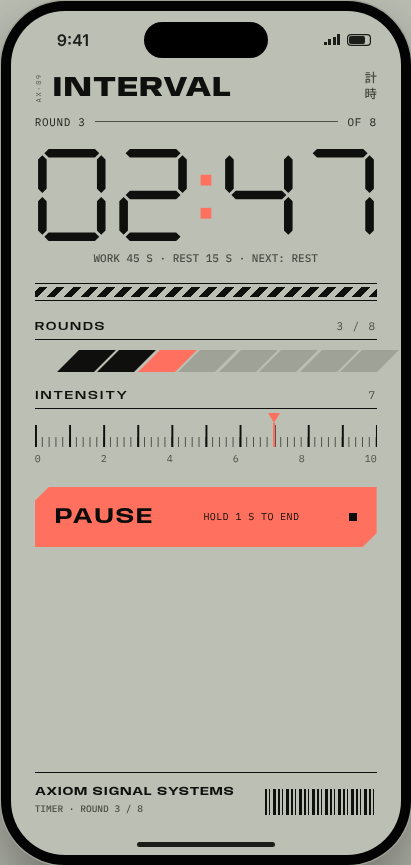 9:41
AX-09
INTERVAL
計時
ROUND 3
OF 8
02:47
WORK 45 S · REST 15 S · NEXT: REST
ROUNDS
3 / 8
INTENSITY
7
0 2 4 6 8 10
PAUSE
HOLD 1 S TO END
AXIOM SIGNAL SYSTEMS
TIMER · ROUND 3 / 8